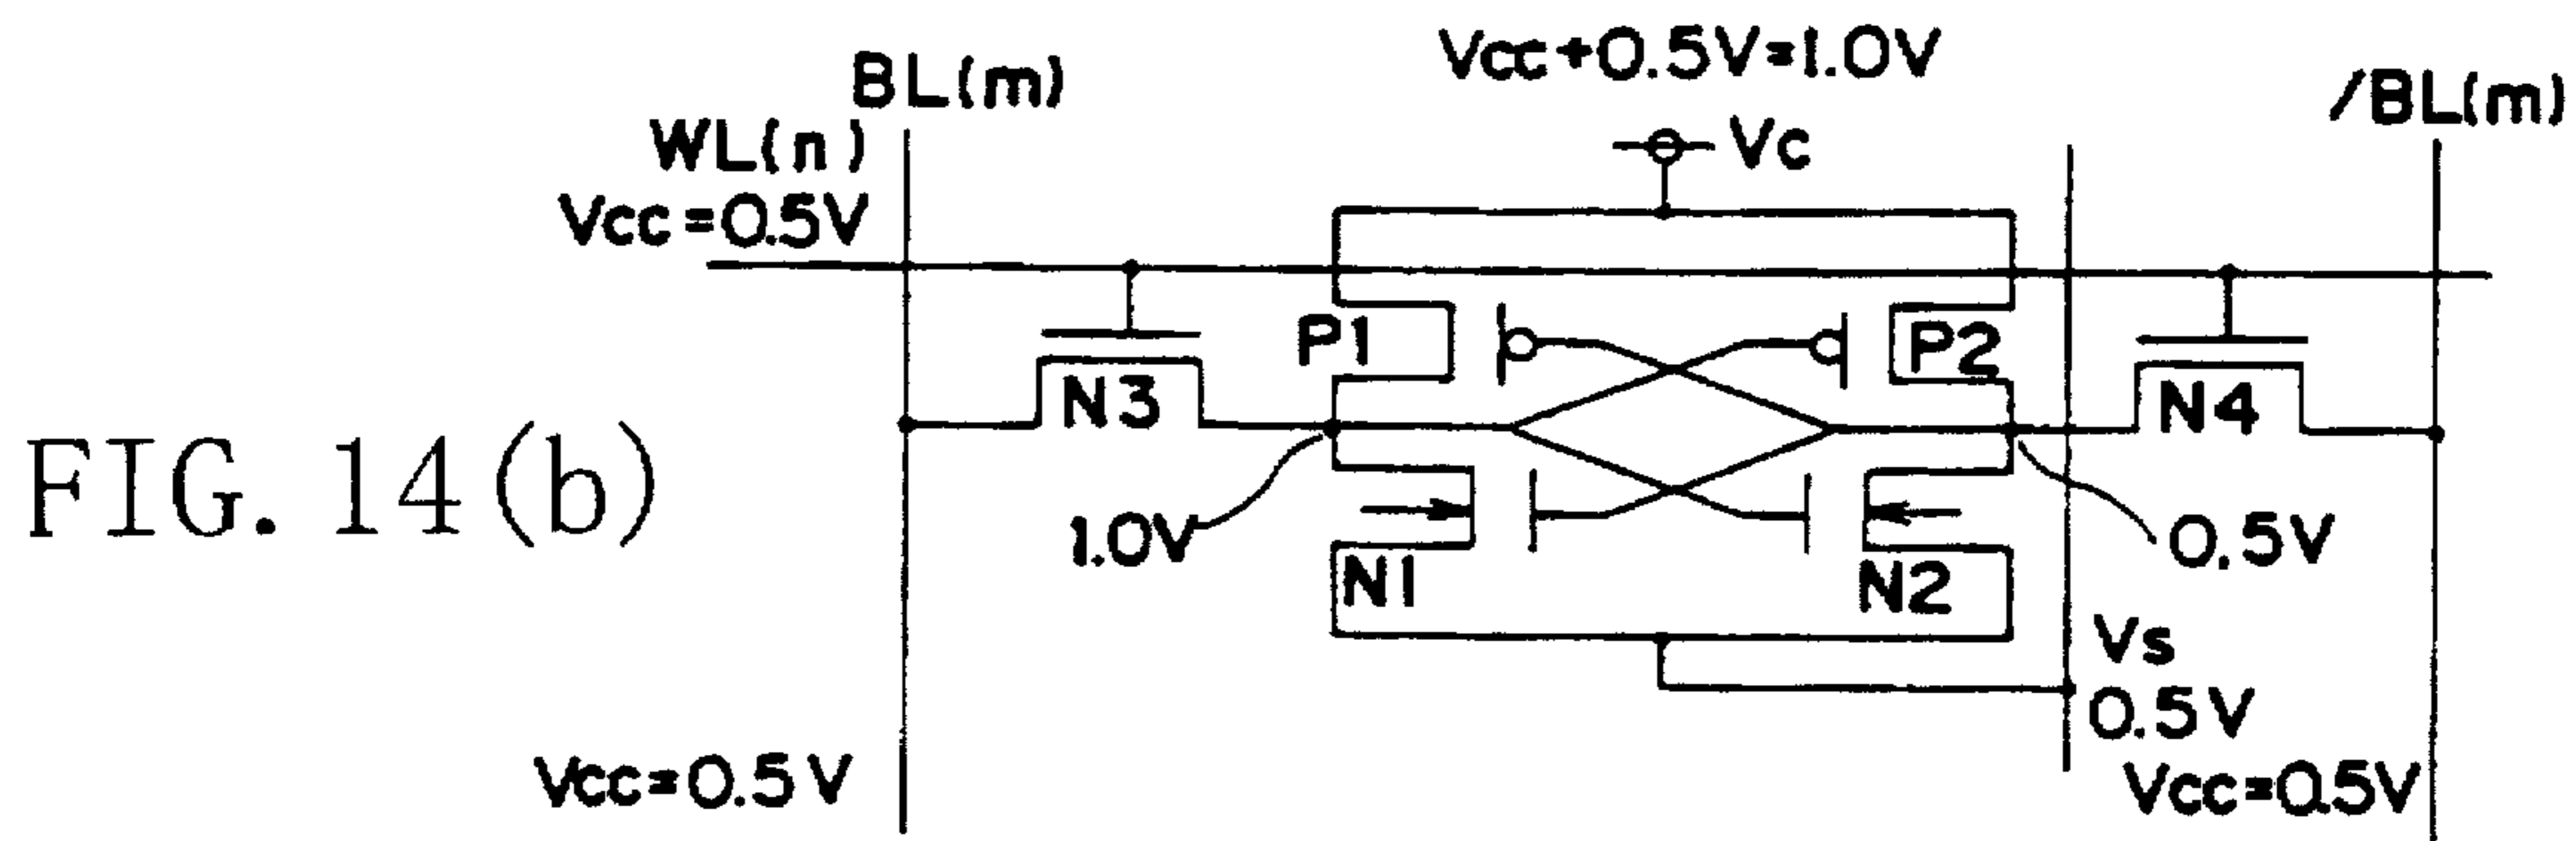 Vcc+0.5V=1.0V
BL(m)
/BL(m)
WL(n)
Vc
Vcc=0.5V
P1
P2
N3
N4
FIG. 14(b)
1.0V
0.5V
N1
N2
Vs
0.5V
Vcc=0.5V
Vcc=0.5V